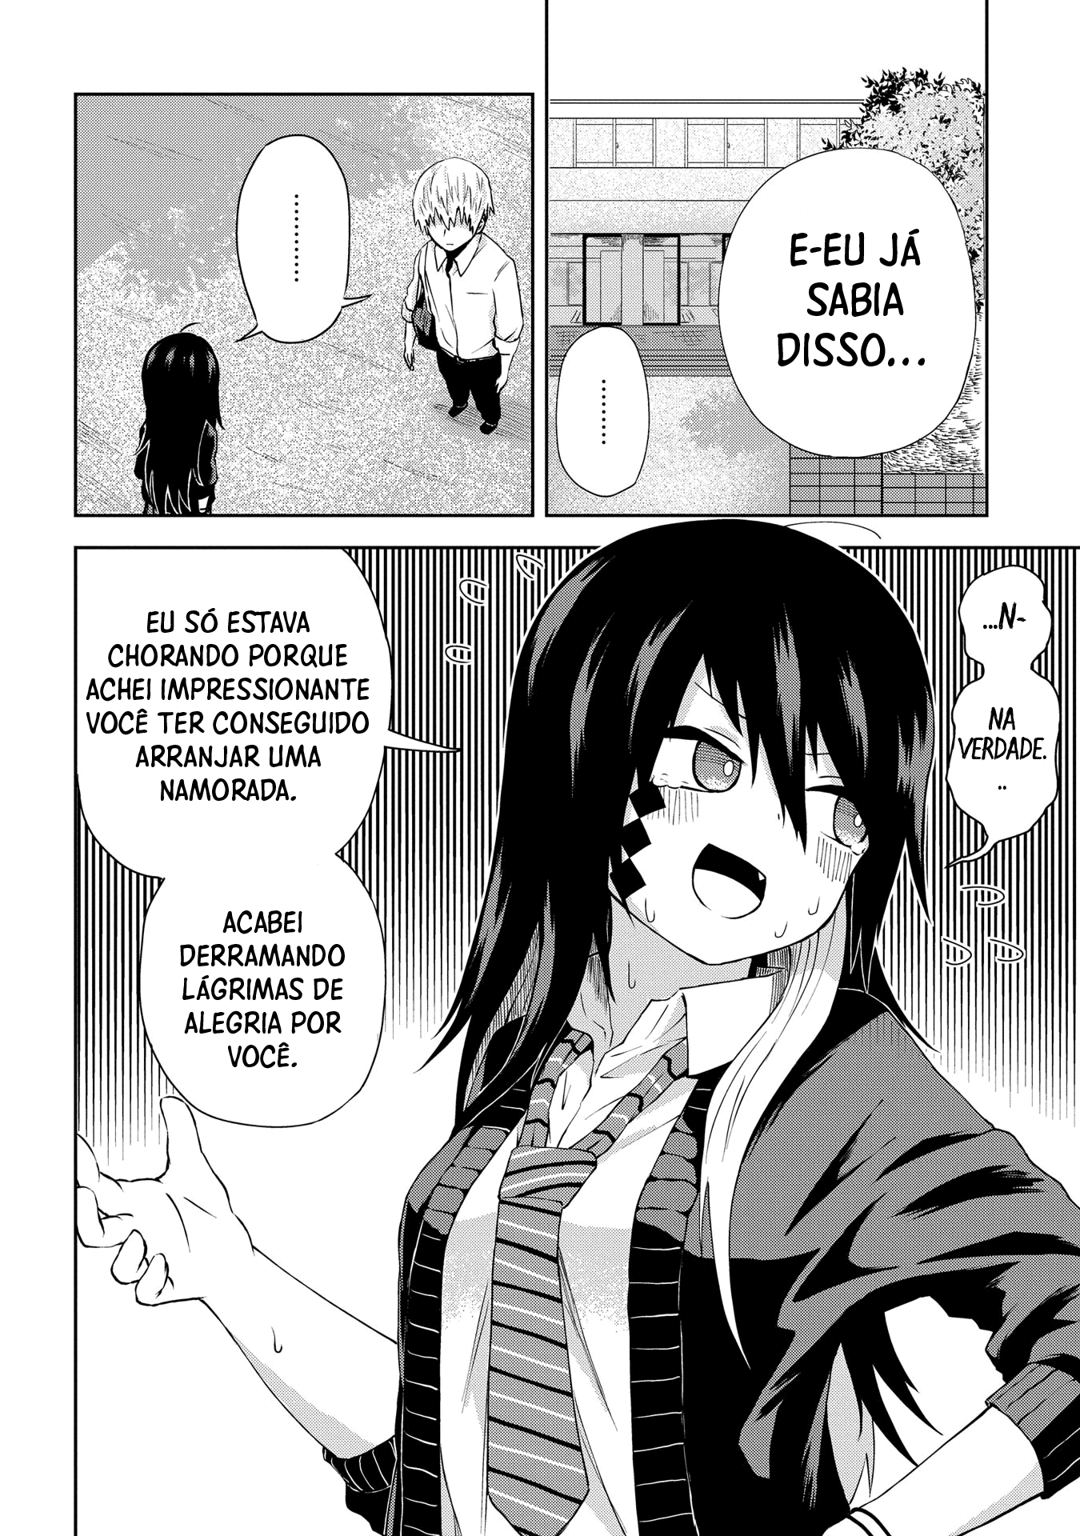 E-EU JÁ
SABIA
DISSO...
..........
..........
...N-
NA
VERDADE.
..
EU SÓ ESTAVA
CHORANDO PORQUE
ACHEI IMPRESSIONANTE
VOCÊ TER CONSEGUIDO
ARRANJAR UMA
NAMORADA.
ACABEI
DERRAMANDO
LÁGRIMAS DE
ALEGRIA POR
VOCÊ.